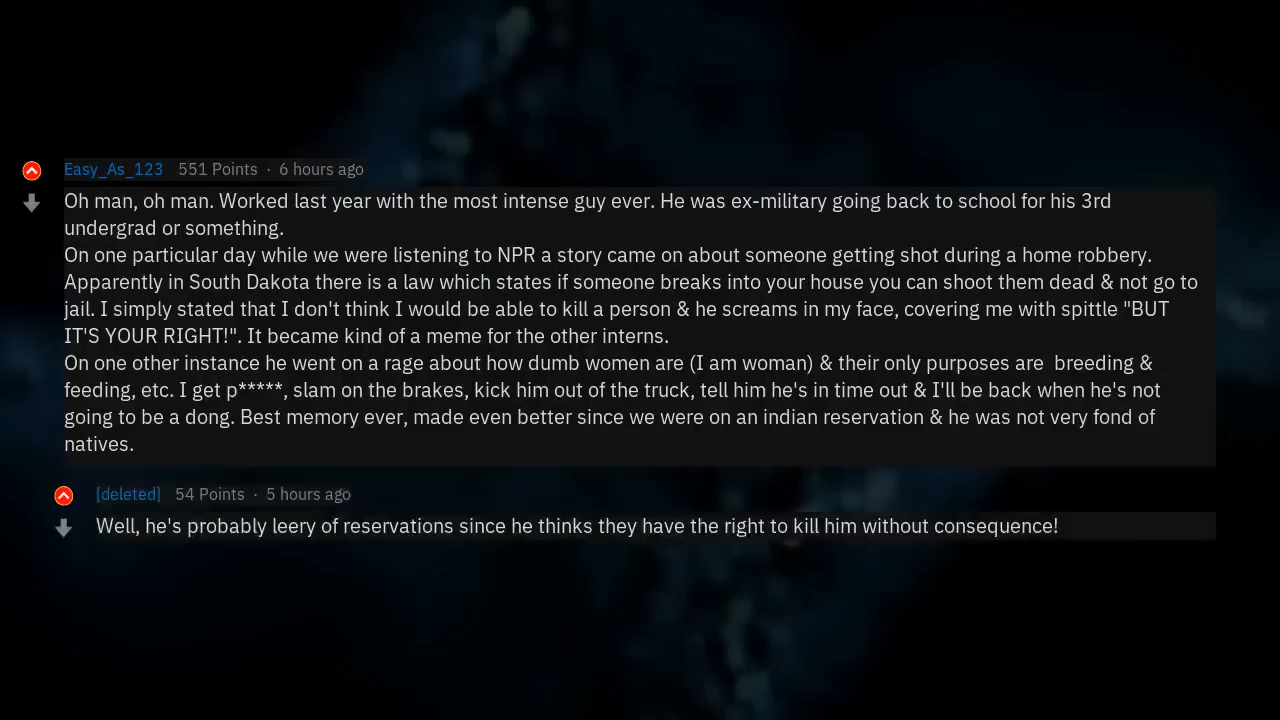 Easy_As_123 551 Points · 6 hours ago
Oh man, oh man. Worked last year with the most intense guy ever. He was ex-military going back to school for his 3rd
undergrad or something.
On one particular day while we were listening to NPR a story came on about someone getting shot during a home robbery.
Apparently in South Dakota there is a law which states if someone breaks into your house you can shoot them dead & not go to
jail. I simply stated that I don't think I would be able to kill a person & he screams in my face, covering me with spittle "BUT
IT'S YOUR RIGHT!". It became kind of a meme for the other interns.
On one other instance he went on a rage about how dumb women are (I am woman) & their only purposes are  breeding &
feeding, etc. I get p*****, slam on the brakes, kick him out of the truck, tell him he's in time out & I'll be back when he's not
going to be a dong. Best memory ever, made even better since we were on an indian reservation & he was not very fond of
natives.
[deleted] 54 Points · 5 hours ago
Well, he's probably leery of reservations since he thinks they have the right to kill him without consequence!